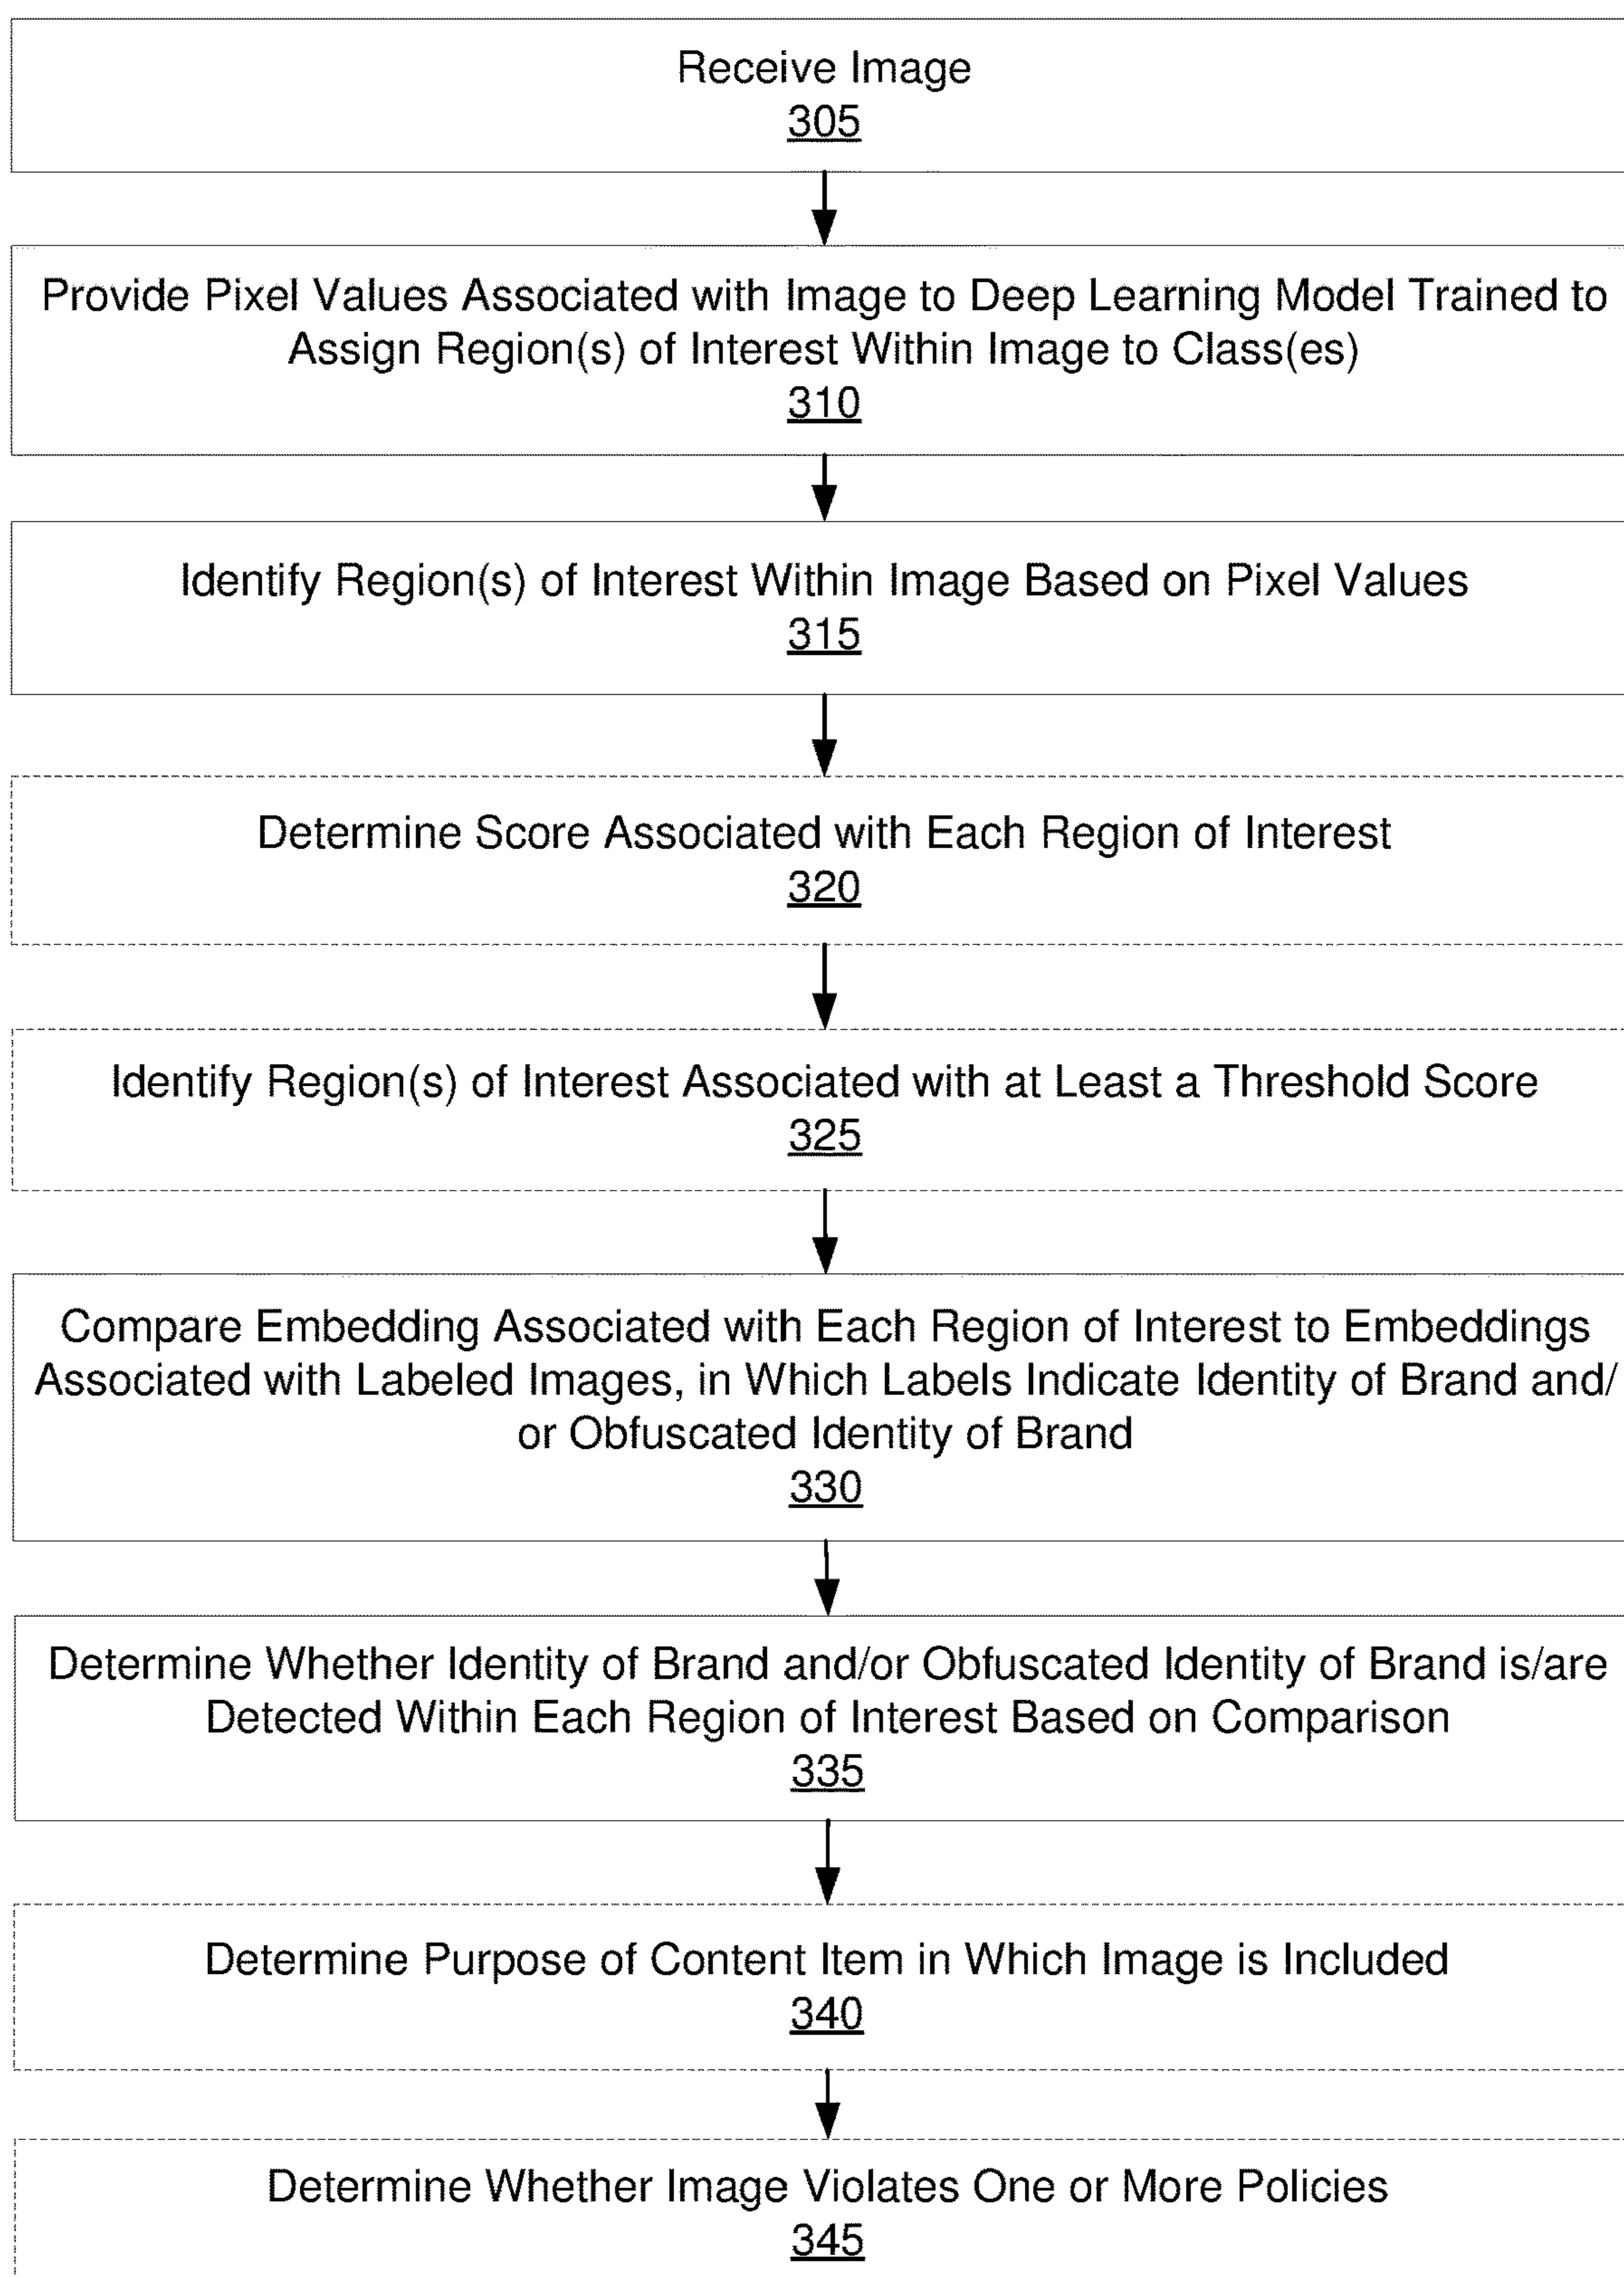 Receive Image
305
Provide Pixel Values Associated with Image to Deep Learning Model Trained to
Assign Region(s) of Interest Within Image to Class(es)
310
Identify Region(s) of Interest Within Image Based on Pixel Values
315
Determine Score Associated with Each Region of Interest
320
Identify Region(s) of Interest Associated with at Least a Threshold Score
325
Compare Embedding Associated with Each Region of Interest to Embeddings
Associated with Labeled Images, in Which Labels Indicate Identity of Brand and/
or Obfuscated Identity of Brand
330
Determine Whether Identity of Brand and/or Obfuscated Identity of Brand is/are
Detected Within Each Region of Interest Based on Comparison
335
Determine Purpose of Content Item in Which Image is Included
340
Determine Whether Image Violates One or More Policies
345